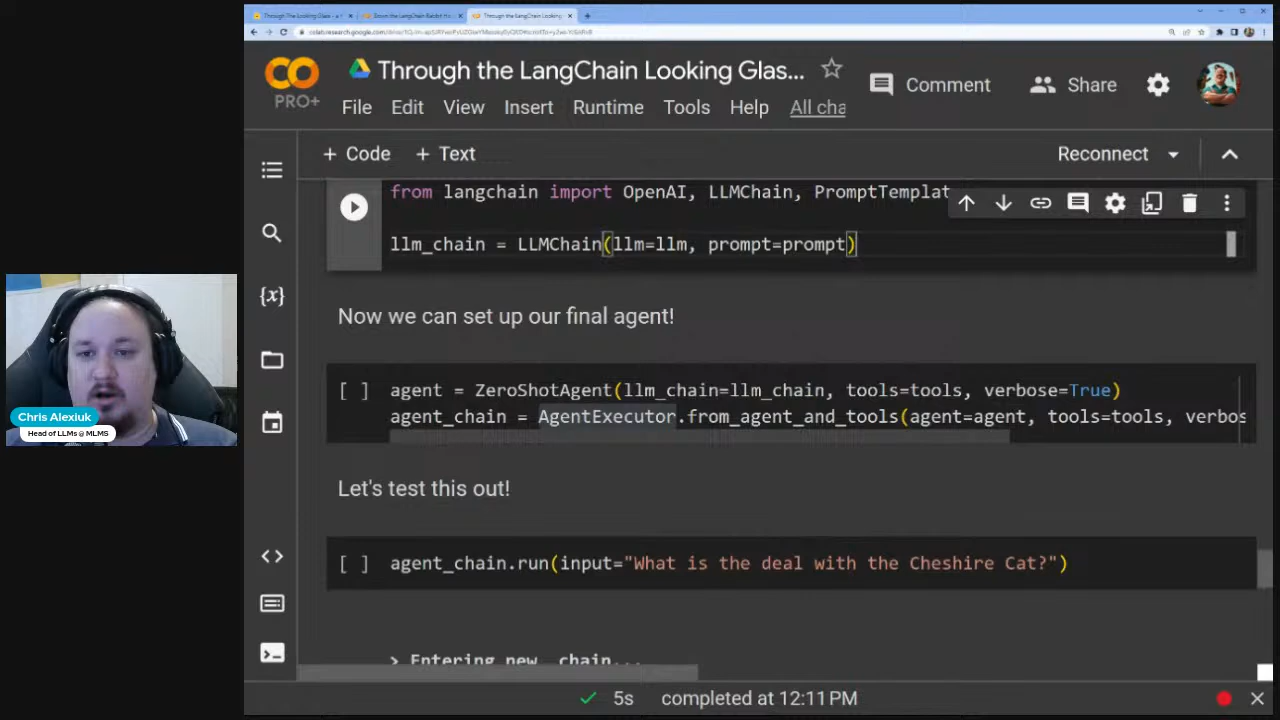 Through the LangChain Looking Glas...
PRO+
File Edit View Insert Runtime Tools Help All cha
Comment
Share
+ Code + Text
Reconnect
from langchain import OpenAI, LLMChain, PromptTemplat
llm_chain = LLMChain(llm=llm, prompt=prompt)
Now we can set up our final agent!
[ ] agent = ZeroShotAgent(llm_chain=llm_chain, tools=tools, verbose=True)
agent_chain = AgentExecutor.from_agent_and_tools(agent=agent, tools=tools, verbos
Let's test this out!
[ ] agent_chain.run(input="What is the deal with the Cheshire Cat?")
> Entering new chain...
5s completed at 12:11 PM
Chris Alexiuk
Head of LLMs @ MLMS